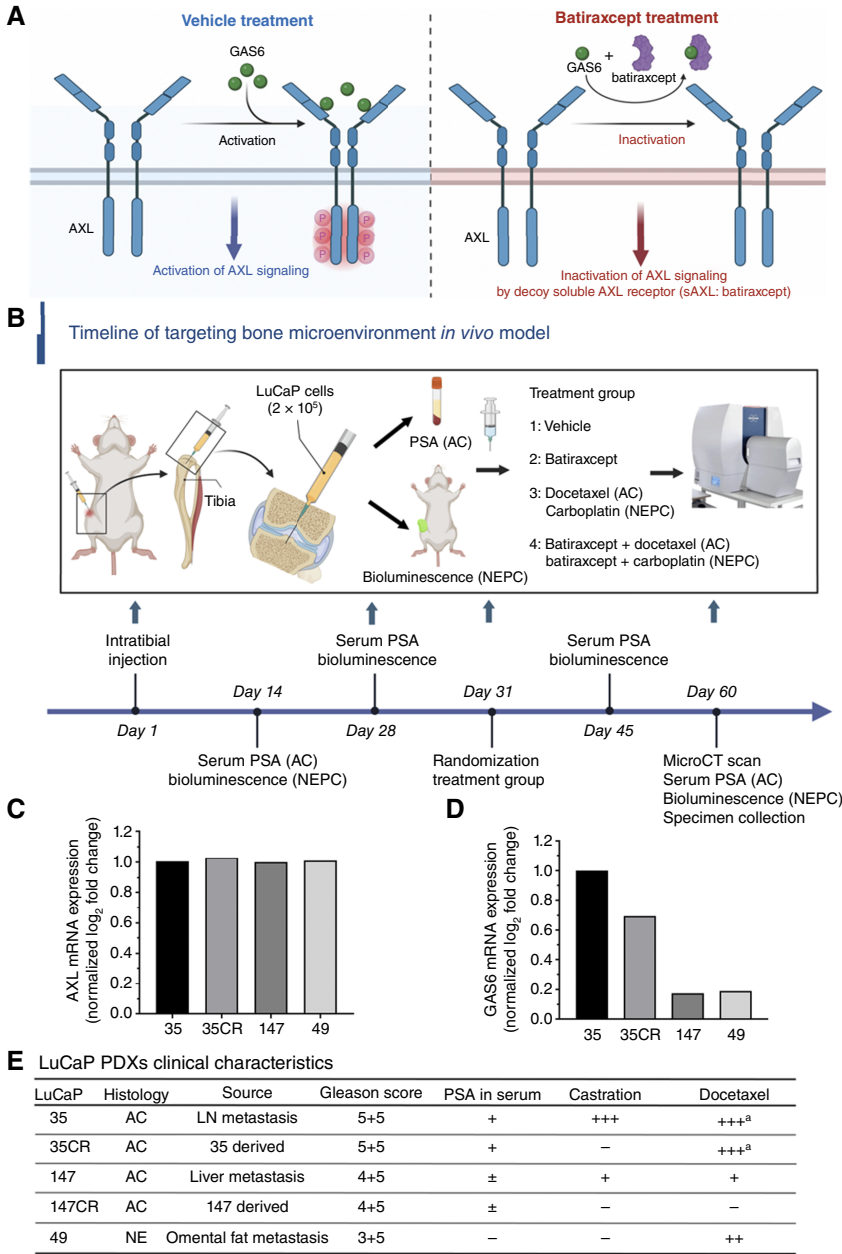 A
Vehicle treatment
GAS6
Activation
AXL
P P
P P
P P
Activation of AXL signaling
Batiraxcept treatment
GAS6 + batiraxcept
Inactivation
AXL
Inactivation of AXL signaling
by decoy soluble AXL receptor (sAXL: batiraxcept)
B
Timeline of targeting bone microenvironment in vivo model
Tibia
LuCaP cells
(2 × 10⁵)
PSA (AC)
Bioluminescence (NEPC)
Treatment group
1: Vehicle
2: Batiraxcept
3: Docetaxel (AC)
Carboplatin (NEPC)
4: Batiraxcept + docetaxel (AC)
batiraxcept + carboplatin (NEPC)
Intratibial
injection
Day 1
Day 14
Serum PSA (AC)
bioluminescence (NEPC)
Serum PSA
bioluminescence
Day 28
Day 31
Randomization
treatment group
Serum PSA
bioluminescence
Day 45
Day 60
MicroCT scan
Serum PSA (AC)
Bioluminescence (NEPC)
Specimen collection
C
AXL mRNA expression
(normalized log₂ fold change)
1.2
1.0
0.8
0.6
0.4
0.2
0.0
35 35CR 147 49
D
GAS6 mRNA expression
(normalized log₂ fold change)
1.2
1.0
0.8
0.6
0.4
0.2
0.0
35 35CR 147 49
E LuCaP PDXs clinical characteristics
LuCaP Histology Source Gleason score PSA in serum Castration Docetaxel
35 AC LN metastasis 5+5 + +++ +++ᵃ
35CR AC 35 derived 5+5 + – +++ᵃ
147 AC Liver metastasis 4+5 ± + +
147CR AC 147 derived 4+5 ± – –
49 NE Omental fat metastasis 3+5 – – ++